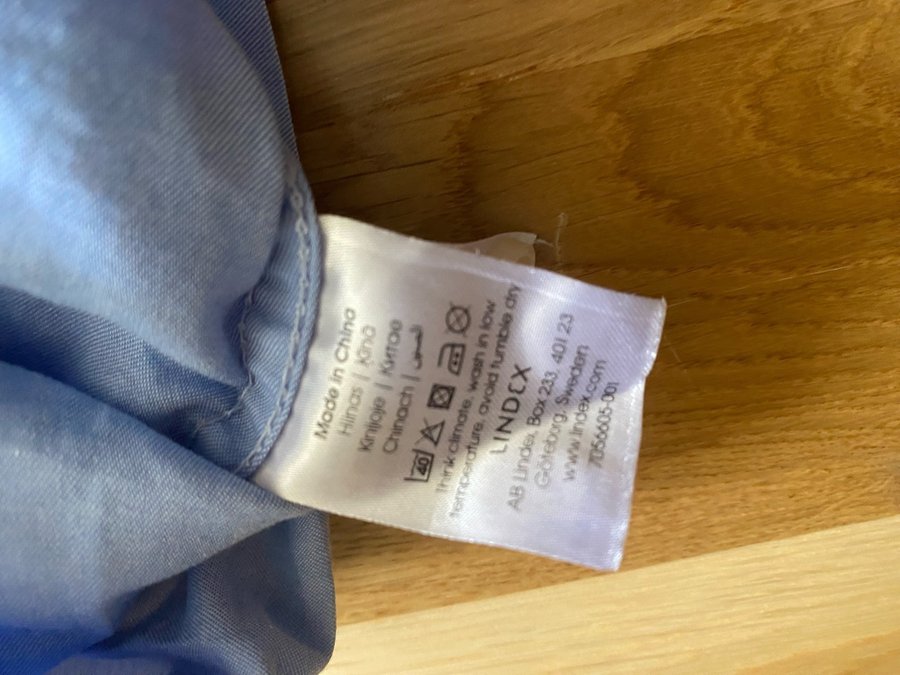 Made in China
Hiinas | Ķīnā
Kinijoje | Китае
Chinach | الصين
40
Think climate, wash in low
temperature, avoid tumble dry
LINDEX
AB Lindex, Box 233, 401 23
Göteborg, Sweden
www.lindex.com
7056605-001